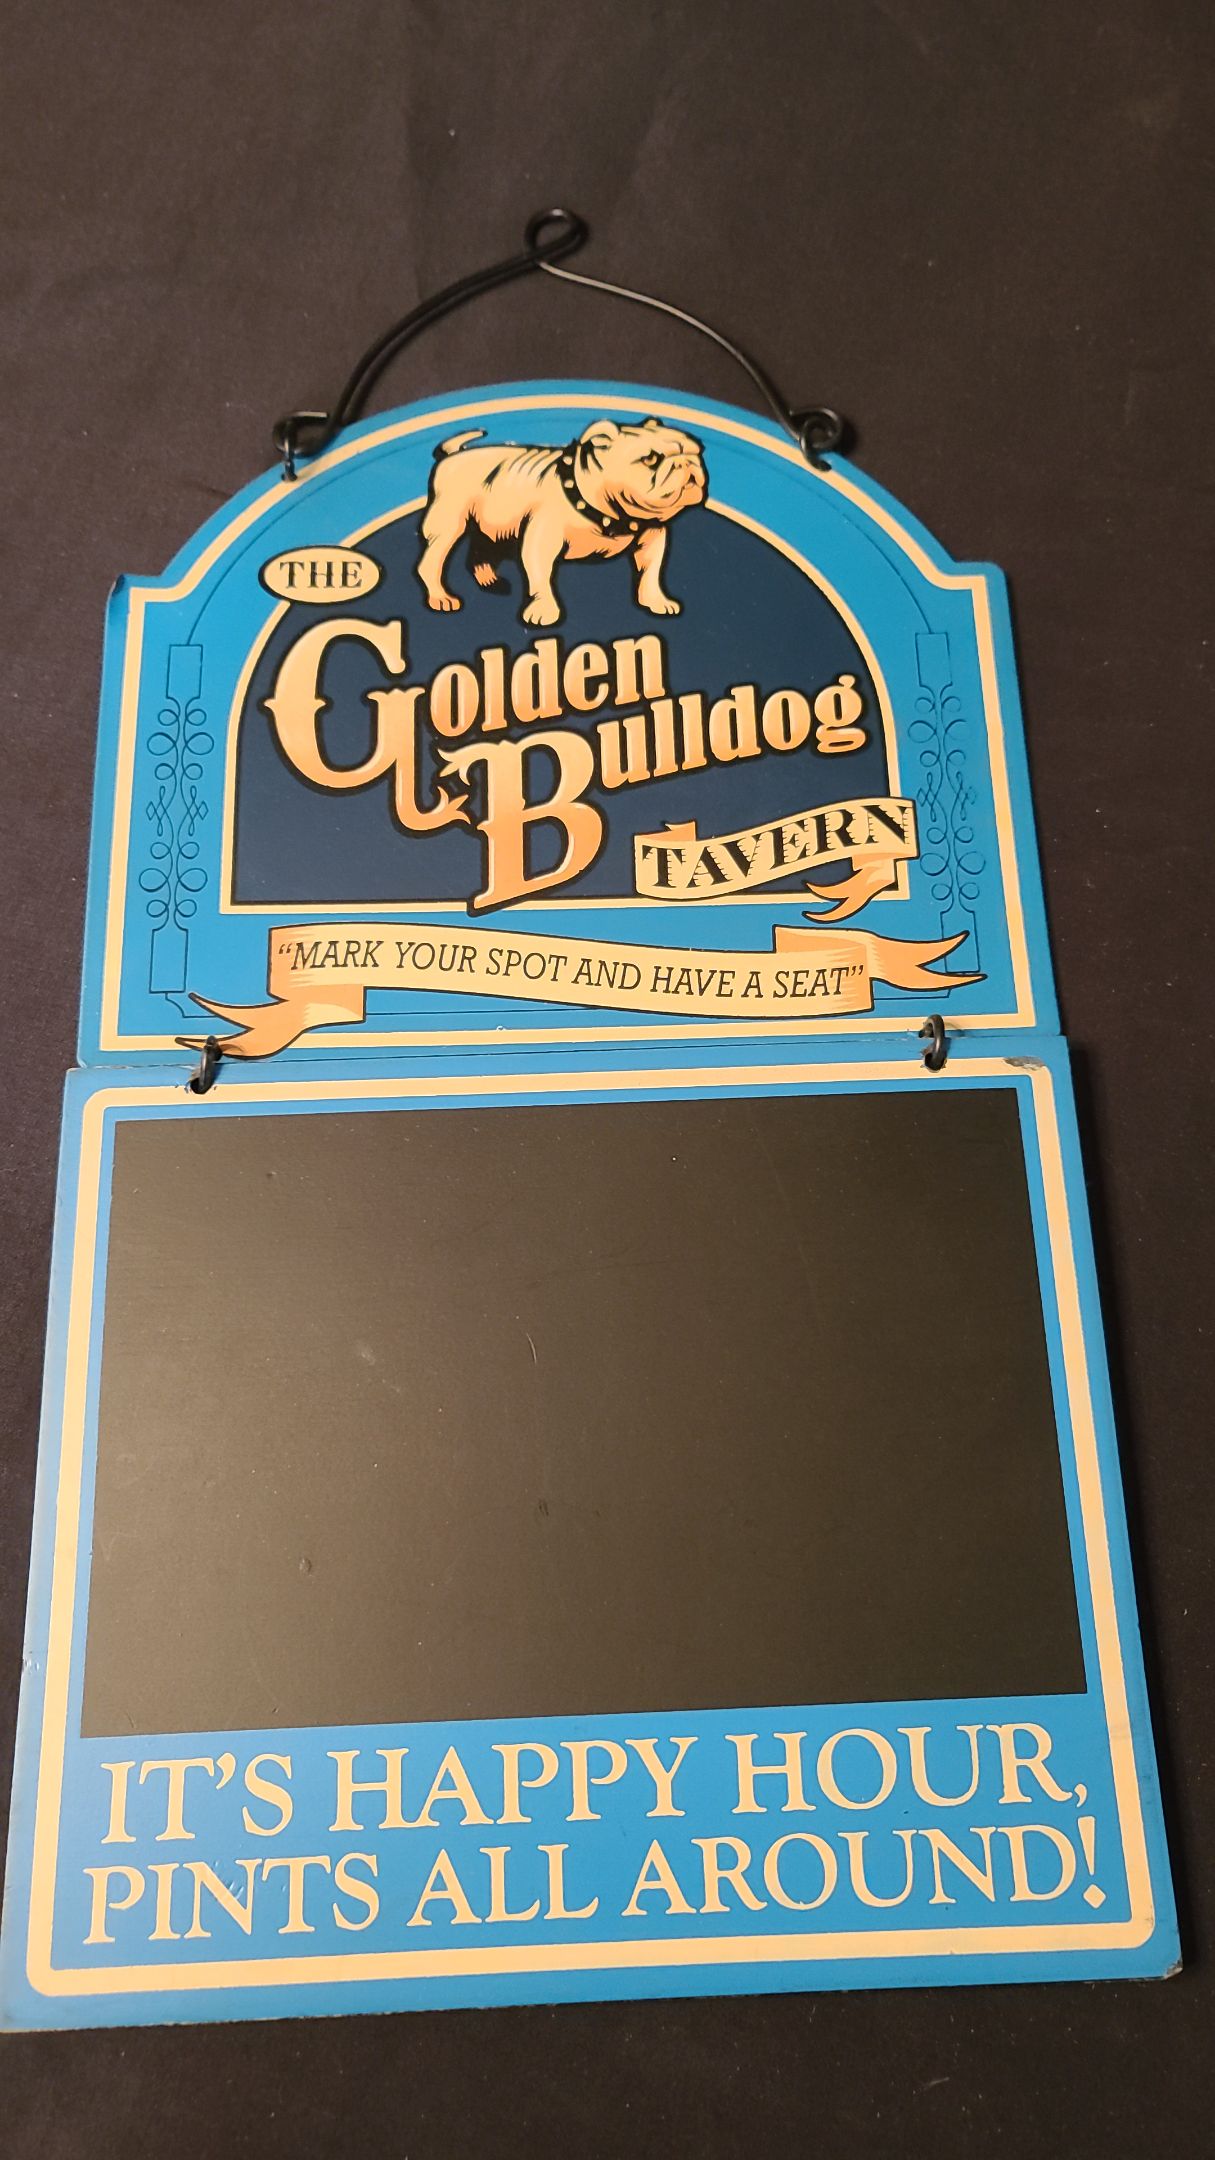 THE
Golden
Bulldog
TAVERN
“MARK YOUR SPOT AND HAVE A SEAT”
IT’S HAPPY HOUR,
PINTS ALL AROUND!